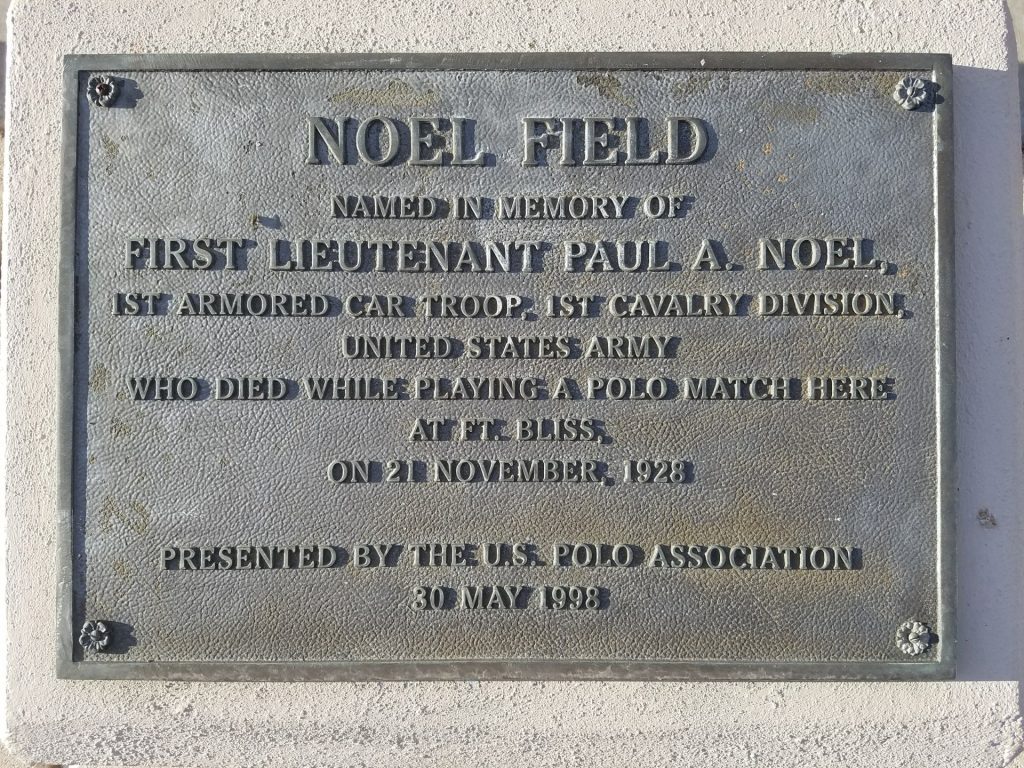 NOEL FIELD
NAMED IN MEMORY OF
FIRST LIEUTENANT PAUL A. NOEL,
1ST ARMORED CAR TROOP, 1ST CAVALRY DIVISION,
UNITED STATES ARMY
WHO DIED WHILE PLAYING A POLO MATCH HERE
AT FT. BLISS,
ON 21 NOVEMBER, 1928
PRESENTED BY THE U.S. POLO ASSOCIATION
30 MAY 1998